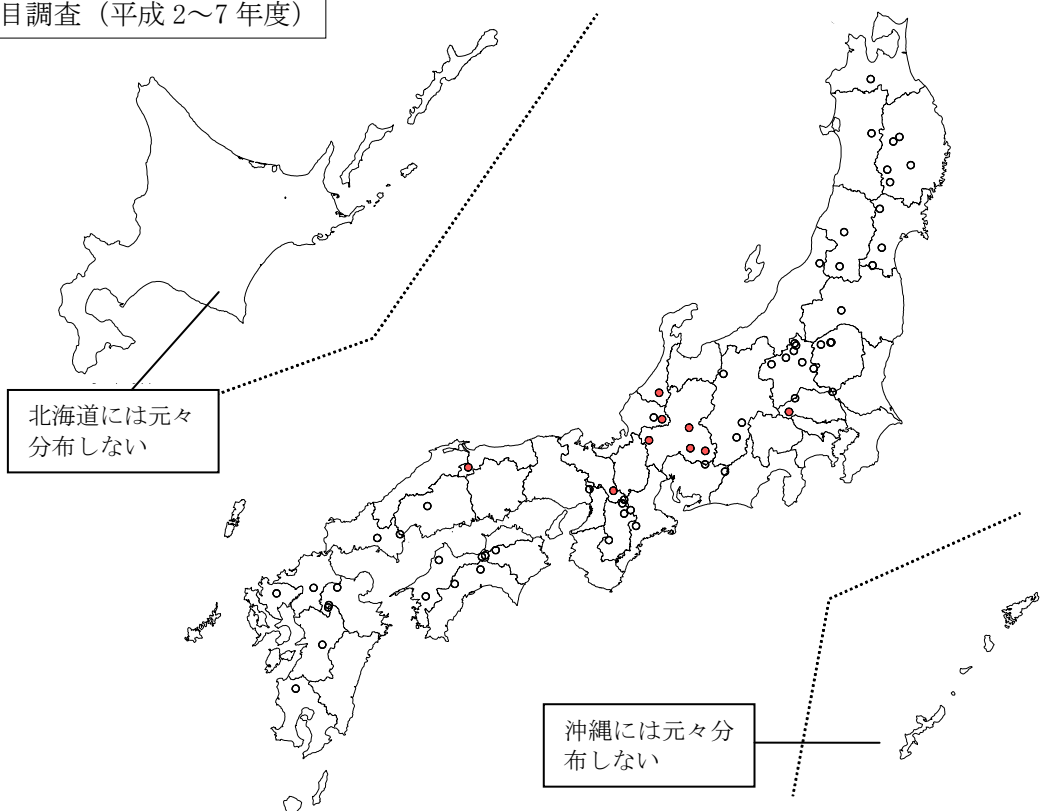 目調査（平成 2～7 年度）
北海道には元々
分布しない
沖縄には元々分
布しない